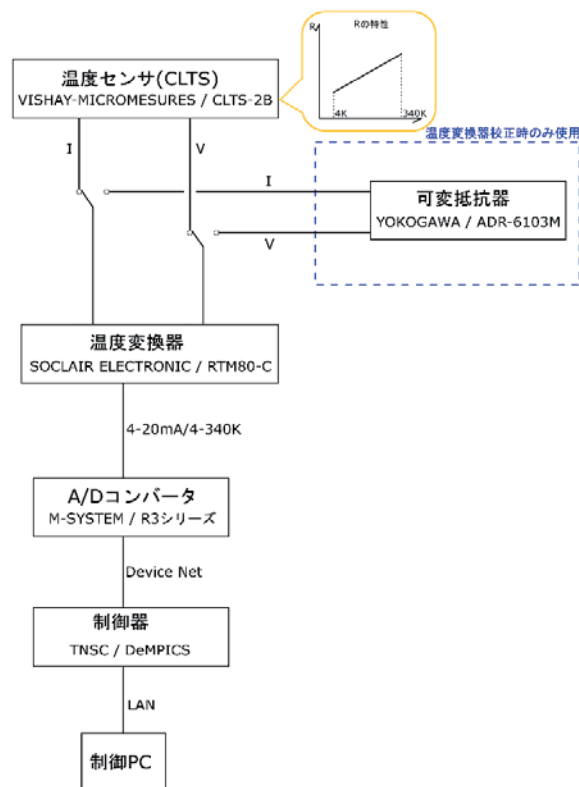 Rの特性
R
4K
340K
温度センサ(CLTS)
VISHAY-MICROMESURES / CLTS-2B
温度変換器校正時のみ使用
I
V
I
可変抵抗器
YOKOGAWA / ADR-6103M
V
温度変換器
SOCLAIR ELECTRONIC / RTM80-C
4-20mA/4-340K
A/Dコンバータ
M-SYSTEM / R3シリーズ
Device Net
制御器
TNSC / DeMPICS
LAN
制御PC